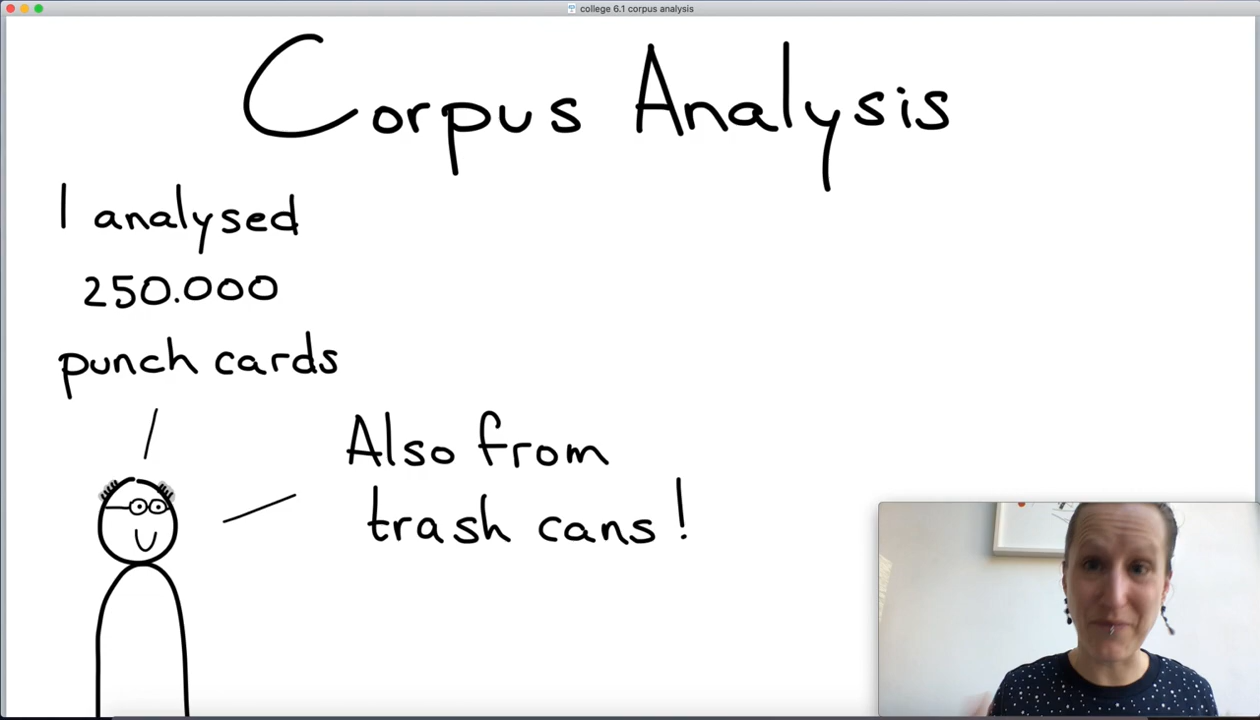 college 6.1 corpus analysis
Corpus Analysis
I analysed
250.000
punch cards
Also from
trash cans!